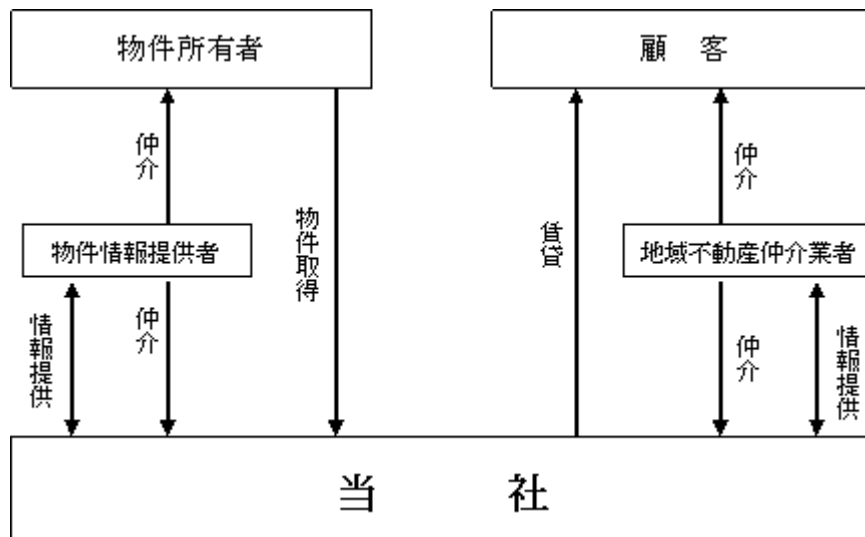 物件所有者
顧 客
仲介
仲介
物件取得
賃貸
物件情報提供者
地域不動産仲介業者
情報提供
仲介
仲介
情報提供
当 社